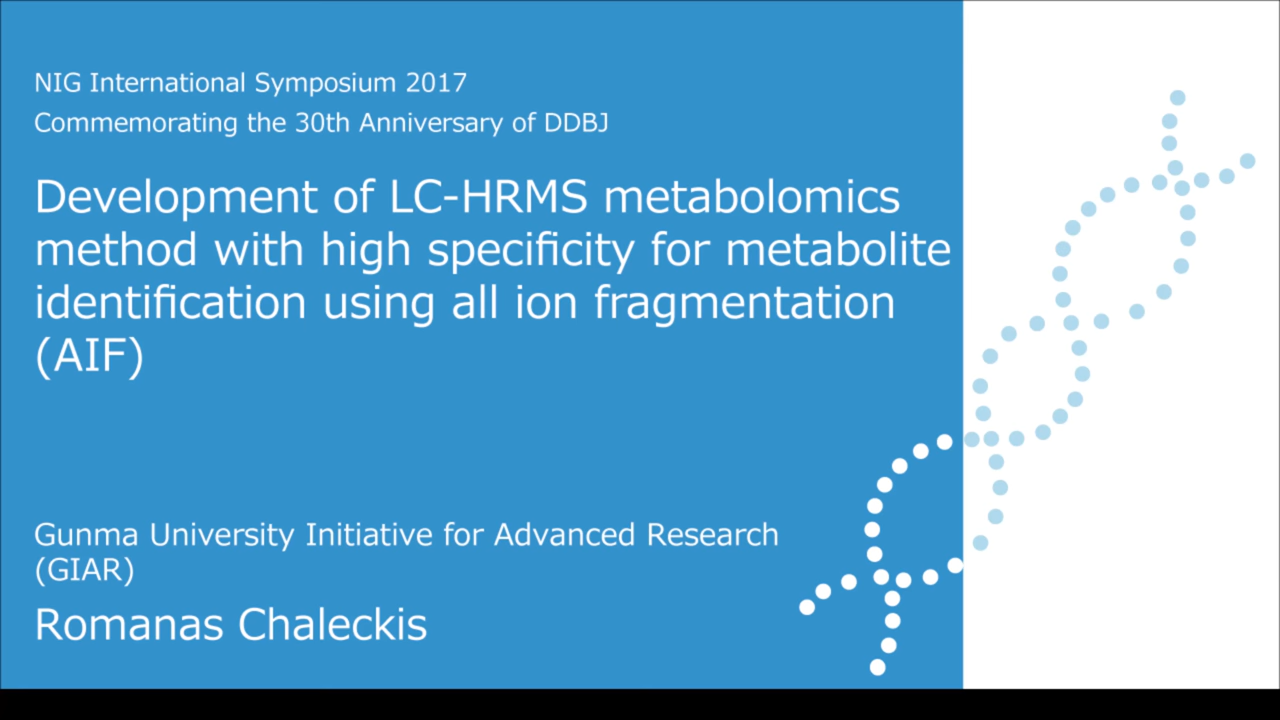 NIG International Symposium 2017
Commemorating the 30th Anniversary of DDBJ
Development of LC-HRMS metabolomics
method with high specificity for metabolite
identification using all ion fragmentation
(AIF)
Gunma University Initiative for Advanced Research
(GIAR)
Romanas Chaleckis